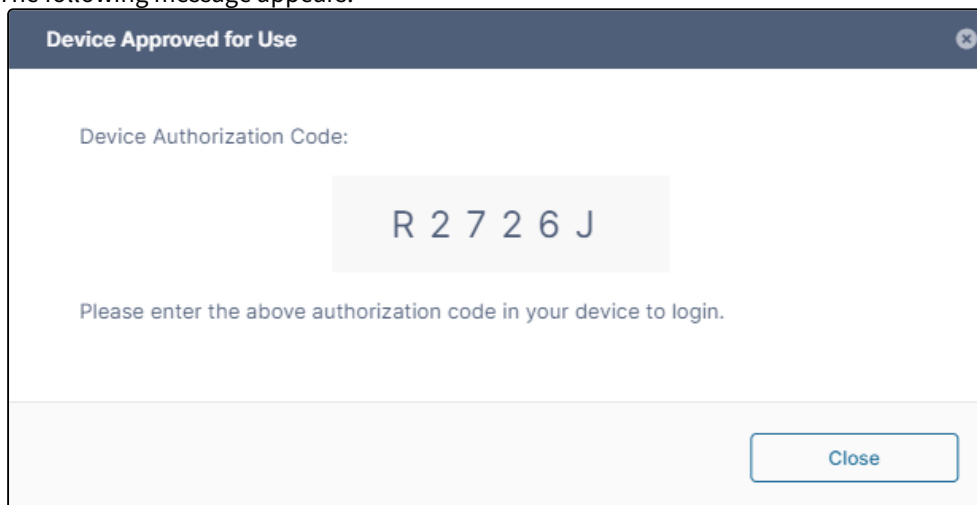 The following message appears:
Device Approved for Use
Device Authorization Code:
R 2 7 2 6 J
Please enter the above authorization code in your device to login.
Close